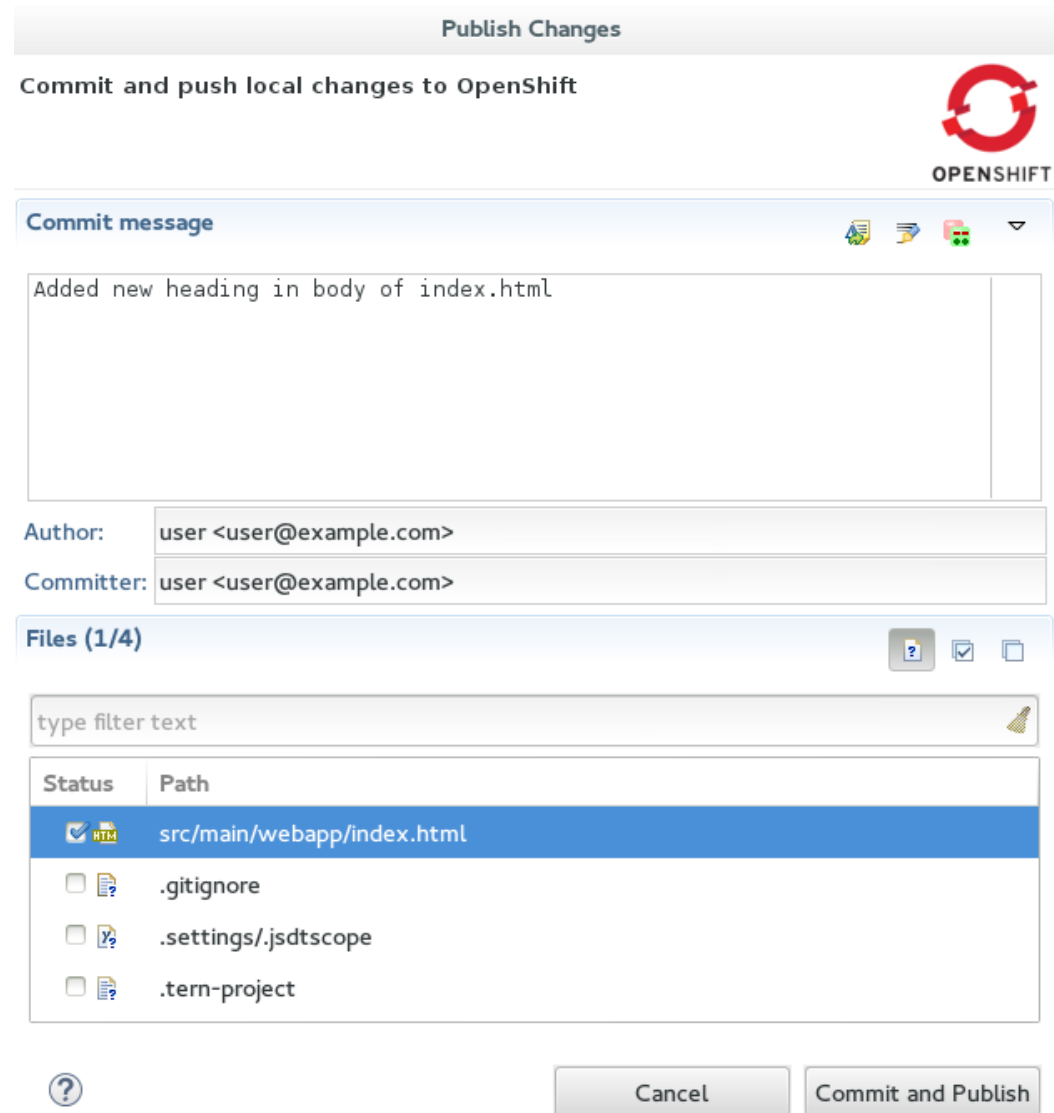 Publish Changes
Commit and push local changes to OpenShift
OPENSHIFT
Commit message
Added new heading in body of index.html
Author: user <user@example.com>
Committer: user <user@example.com>
Files (1/4)
type filter text
Status Path
src/main/webapp/index.html
.gitignore
.settings/.jsdtscope
.tern-project
Cancel Commit and Publish